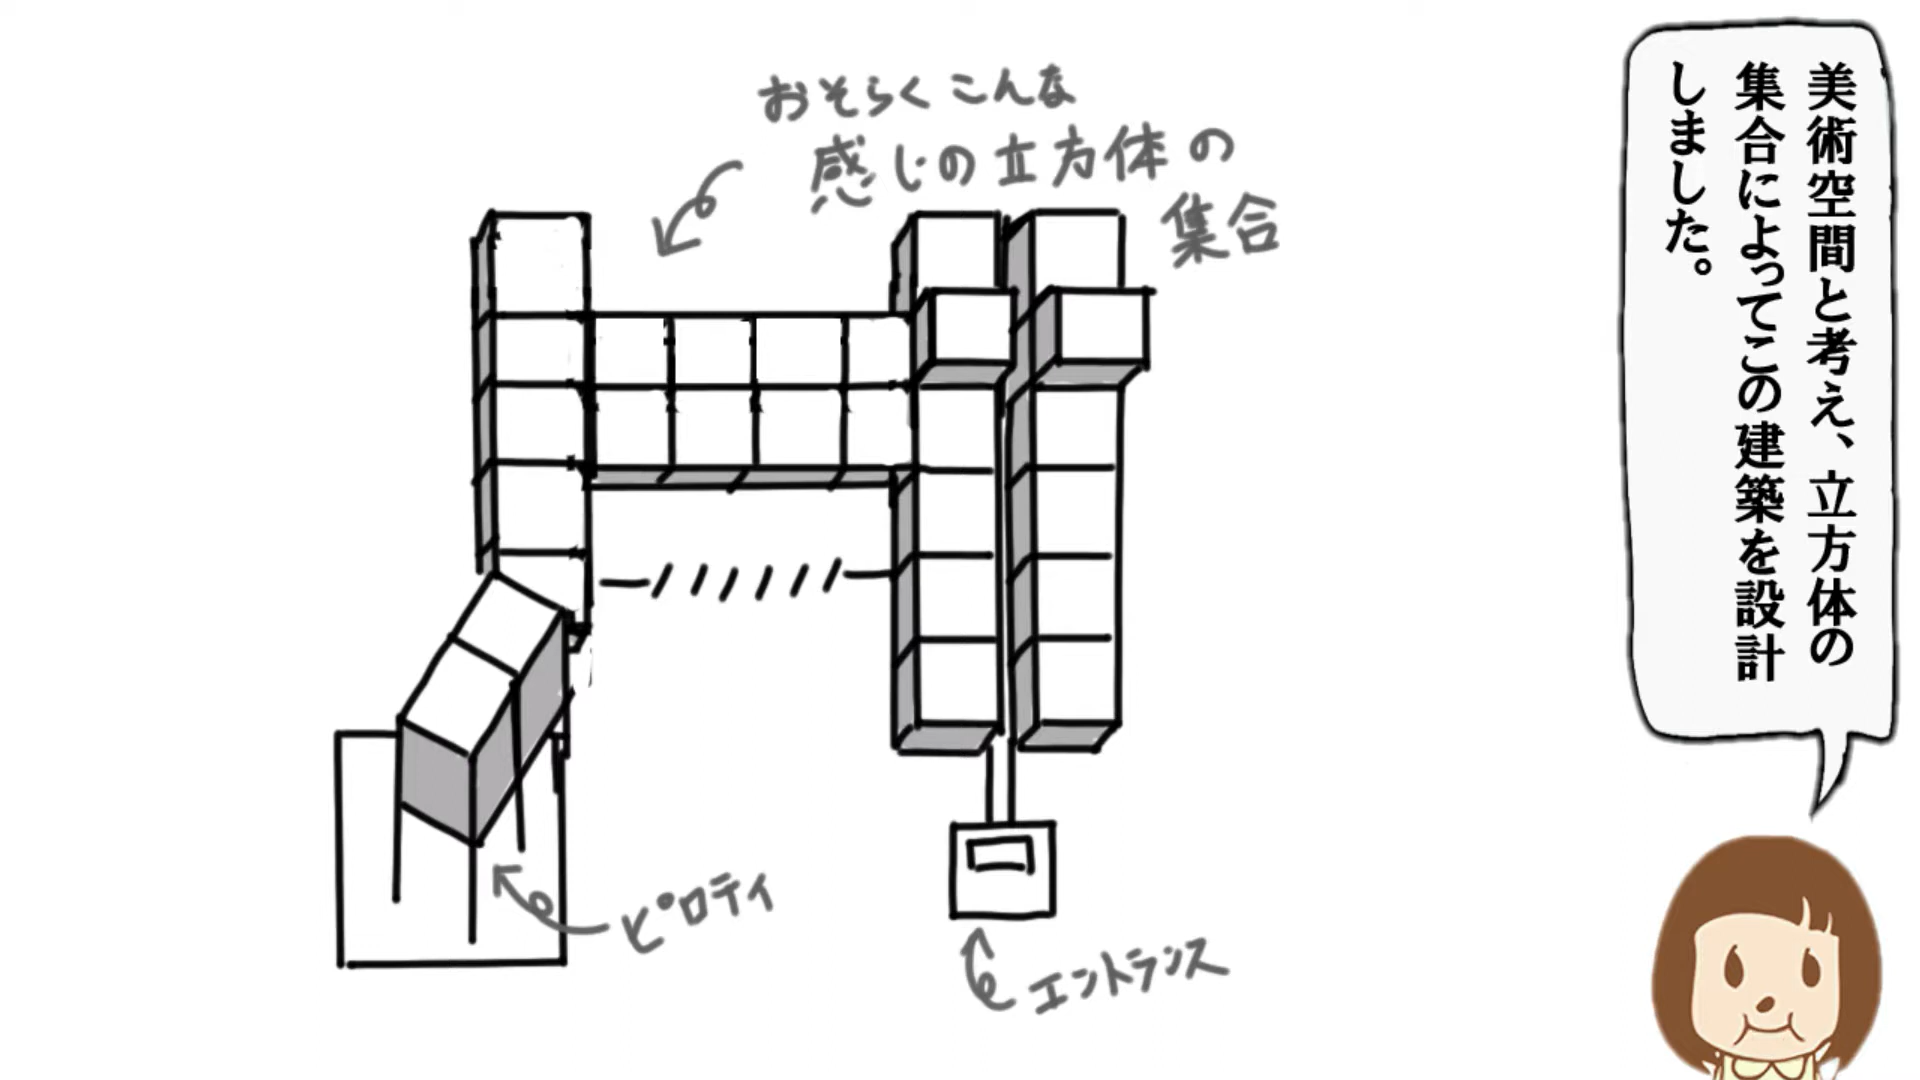 美術空間と考え、立方体の
集合によってこの建築を設計
しました。
おそらくこんな
感じの立方体の
集合
ピロティ
エントランス